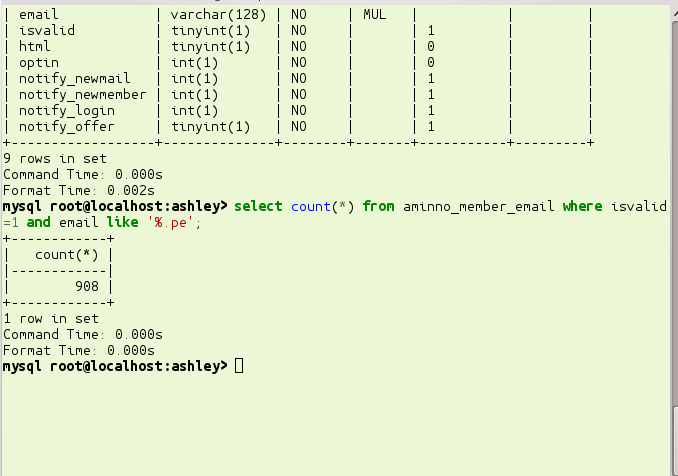 | email          | varchar(128) | NO    | MUL   |           |         |
| isvalid        | tinyint(1)   | NO    |       | 1         |         |
| html           | tinyint(1)   | NO    |       | 0         |         |
| optin          | int(1)       | NO    |       | 0         |         |
| notify_newmail   | int(1)       | NO    |       | 1         |         |
| notify_newmember | int(1)       | NO    |       | 1         |         |
| notify_login     | int(1)       | NO    |       | 1         |         |
| notify_offer     | tinyint(1)   | NO    |       | 1         |         |
+------------------+--------------+-------+-------+-----------+---------+
9 rows in set
Command Time: 0.000s
Format Time: 0.002s
mysql root@localhost:ashley> select count(*) from aminno_member_email where isvalid
=1 and email like '%.pe';
+------------+
|   count(*) |
|------------|
|        908 |
+------------+
1 row in set
Command Time: 0.000s
Format Time: 0.000s
mysql root@localhost:ashley>